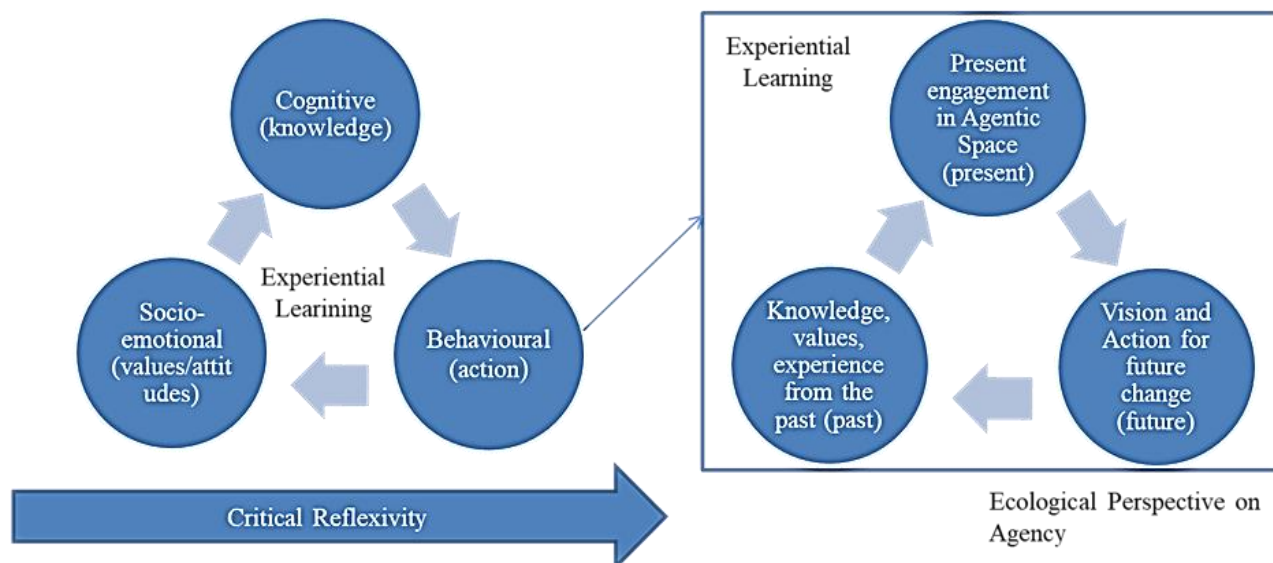 Cognitive
(knowledge)
Socio-
emotional
(values/attit
udes)
Experiential
Learining
Behavioural
(action)
Critical Reflexivity
Experiential
Learning
Present
engagement
in Agentic
Space
(present)
Knowledge,
values,
experience
from the
past (past)
Vision and
Action for
future
change
(future)
Ecological Perspective on
Agency